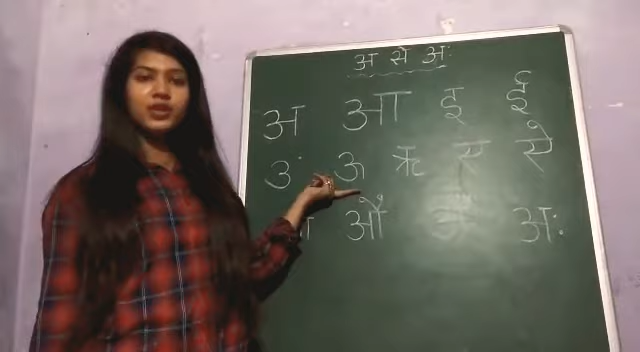 अ से अः
अ आ इ ई
उ ऊ ऋ ए ऐ
ओ औ अं अः